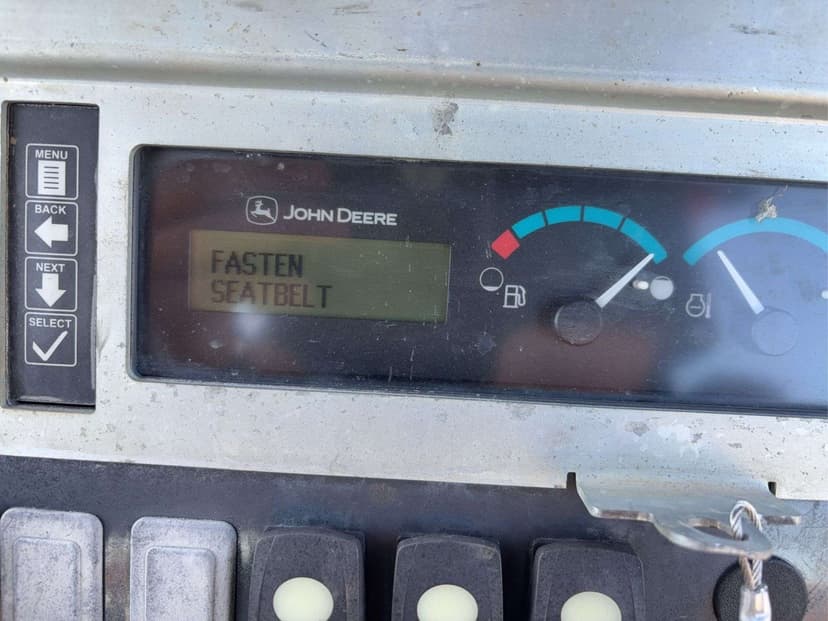 MENU
BACK
NEXT
SELECT
JOHN DEERE
FASTEN
SEATBELT